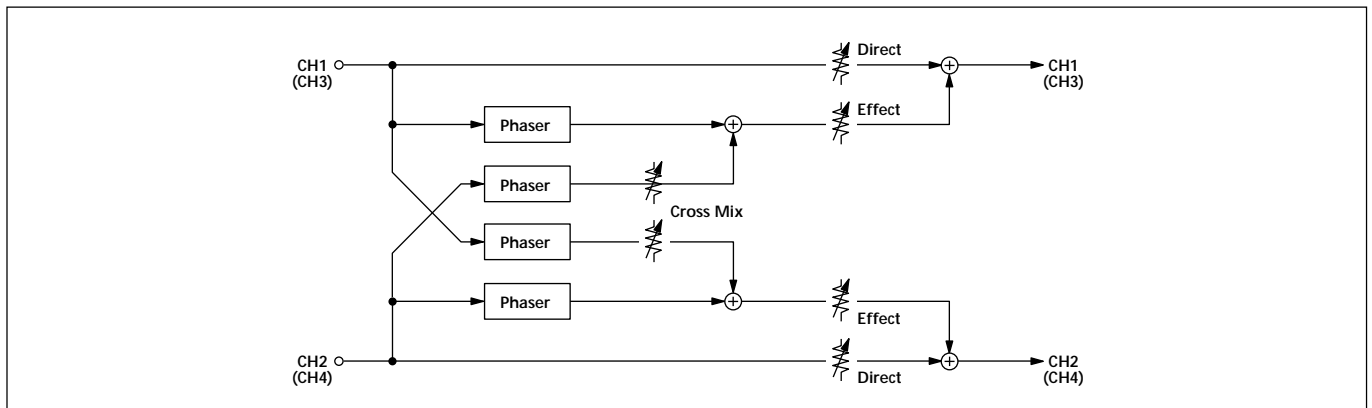 Direct
CH1
(CH3)
CH1
(CH3)
Effect
Phaser
+
Phaser
Cross Mix
Phaser
Phaser
Effect
CH2
(CH4)
Direct
CH2
(CH4)